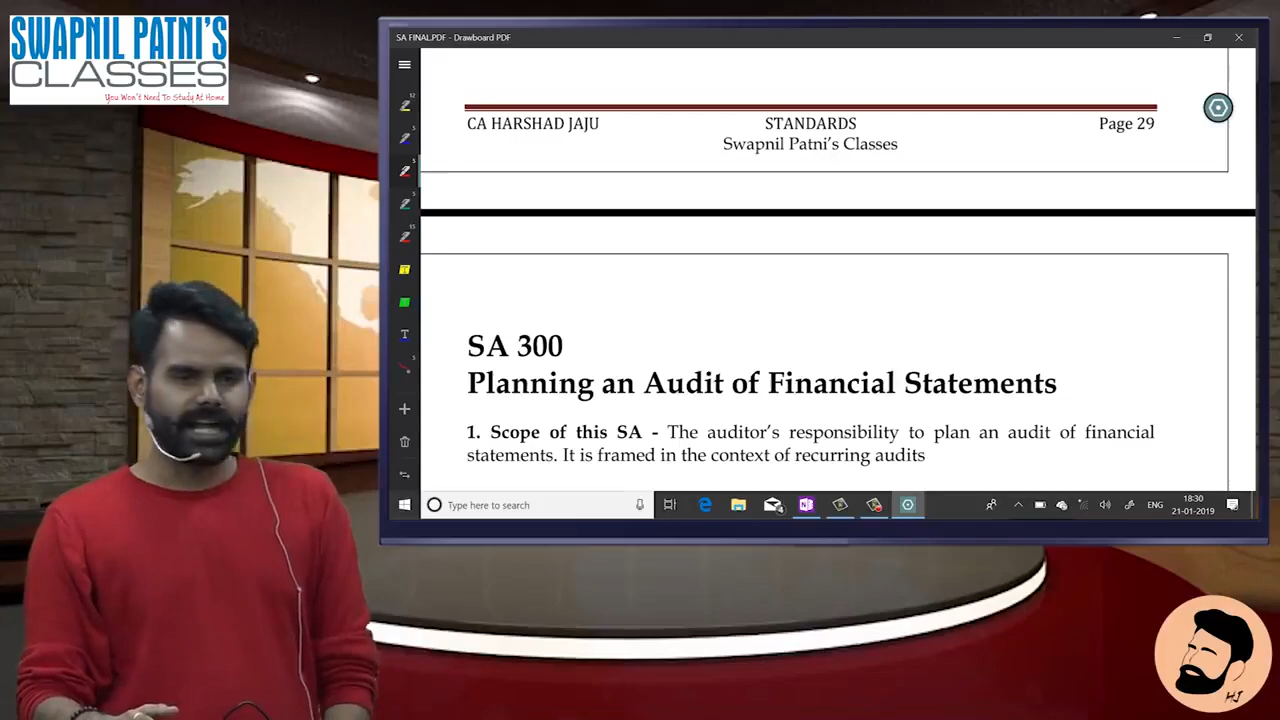 SWAPNIL PATNI'S
CLASSES
You Won't Need To Study At Home
SA FINAL.PDF - Drawboard PDF
CA HARSHAD JAJU STANDARDS Page 29
Swapnil Patni's Classes
SA 300
Planning an Audit of Financial Statements
1. Scope of this SA - The auditor's responsibility to plan an audit of financial
statements. It is framed in the context of recurring audits
Type here to search
ENG
18:30
21-01-2019
HJ